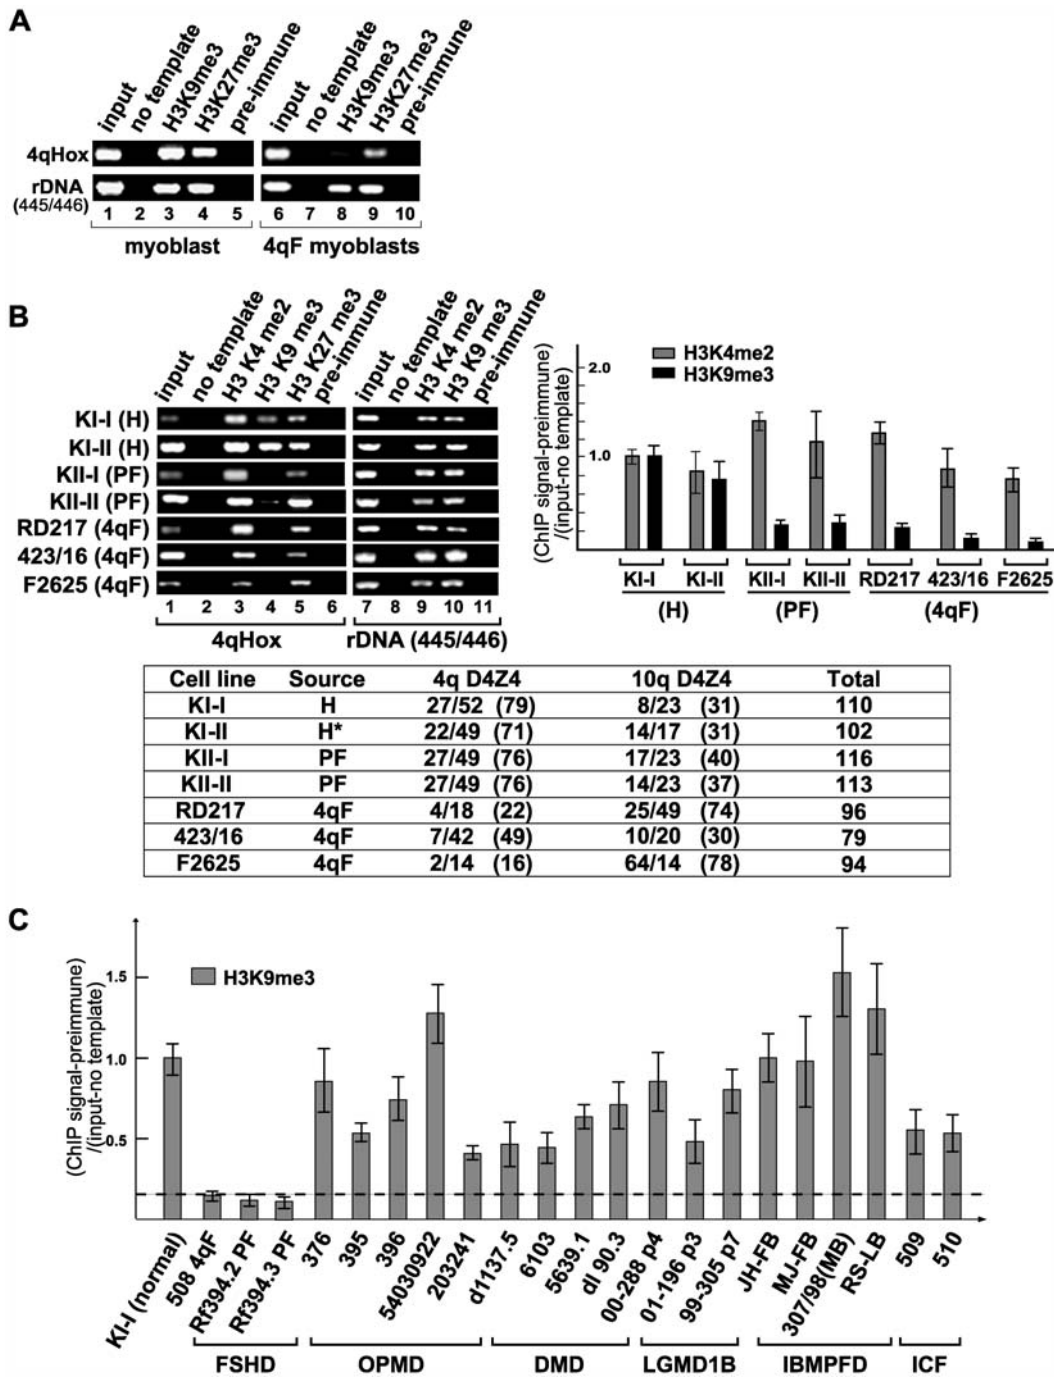 A
input
no template
H3K9me3
H3K27me3
pre-immune
input
no template
H3K9me3
H3K27me3
pre-immune
4qHox
rDNA
(445/446)
1 2 3 4 5 6 7 8 9 10
myoblast 4qF myoblasts
B
input
no template
H3 K4 me2
H3 K9 me3
H3 K27 me3
pre-immune
input
no template
H3 K4 me2
H3 K9 me3
pre-immune
KI-I (H)
KI-II (H)
KII-I (PF)
KII-II (PF)
RD217 (4qF)
423/16 (4qF)
F2625 (4qF)
1 2 3 4 5 6 7 8 9 10 11
4qHox rDNA (445/446)
(ChIP signal-preimmune)
/(input-no template)
2.0
1.0
H3K4me2
H3K9me3
KI-I KI-II KII-I KII-II RD217 423/16 F2625
(H) (PF) (4qF)
Cell line Source 4q D4Z4 10q D4Z4 Total
KI-I H 27/52 (79) 8/23 (31) 110
KI-II H* 22/49 (71) 14/17 (31) 102
KII-I PF 27/49 (76) 17/23 (40) 116
KII-II PF 27/49 (76) 14/23 (37) 113
RD217 4qF 4/18 (22) 25/49 (74) 96
423/16 4qF 7/42 (49) 10/20 (30) 79
F2625 4qF 2/14 (16) 64/14 (78) 94
C
(ChIP signal-preimmune)
/(input-no template)
1.5
1.0
0.5
H3K9me3
KI-I (normal)
508 4qF
Rf394.2 PF
Rf394.3 PF
376
395
396
54030922
203241
d1137.5
6103
5639.1
dl 90.3
00-288 p4
01-196 p3
99-305 p7
JH-FB
MJ-FB
307/98(MB)
RS-LB
509
510
FSHD OPMD DMD LGMD1B IBMPFD ICF